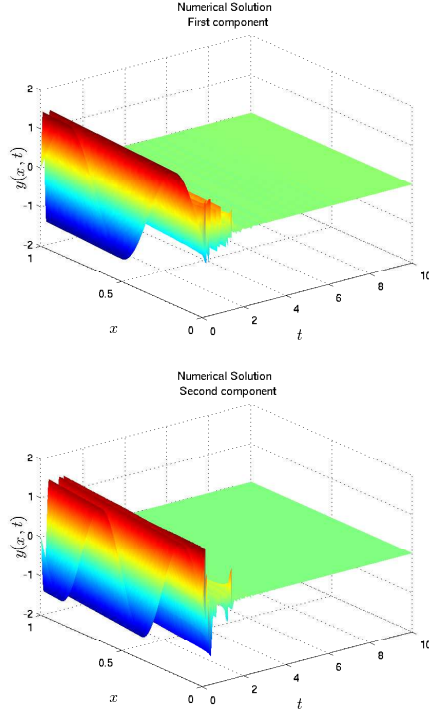 Numerical Solution
First component
2
1
0
-1
-2
y(x, t)
1
0.5
0
x
0
2
4
6
8
10
t
Numerical Solution
Second component
2
1
0
-1
-2
y(x, t)
1
0.5
0
x
0
2
4
6
8
10
t